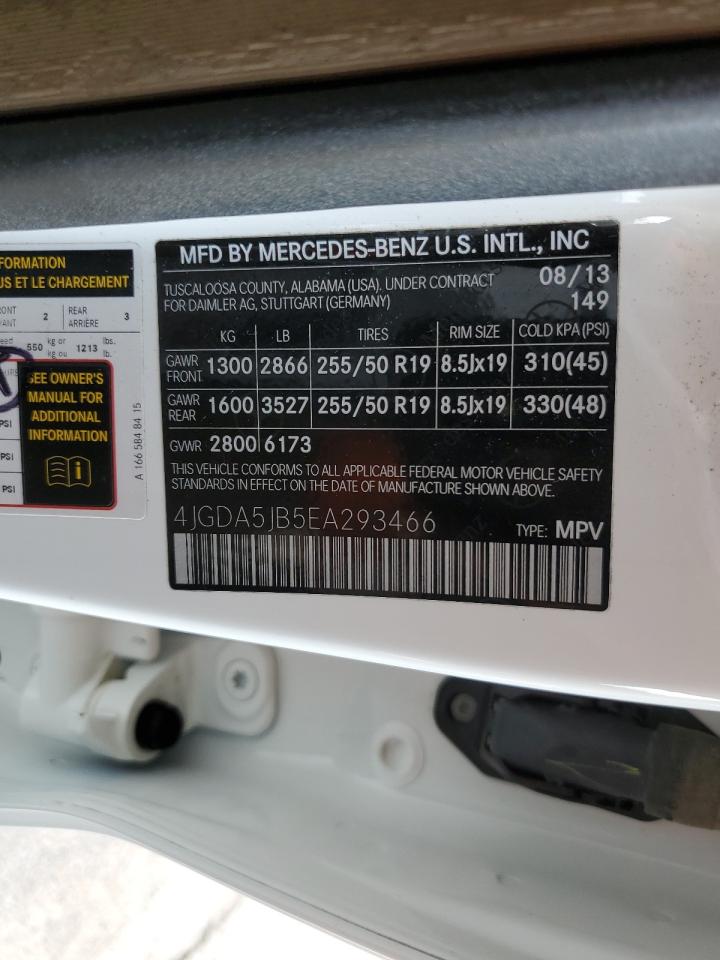 FORMATION
US ET LE CHARGEMENT
FRONT 2 REAR 3
ARRIÈRE
550 kg or 1213 lbs.
kg ou lb.
SEE OWNER'S
MANUAL FOR
ADDITIONAL
INFORMATION
PSI
PSI
PSI
A 166 584 84 15
MFD BY MERCEDES-BENZ U.S. INTL., INC
TUSCALOOSA COUNTY, ALABAMA (USA). UNDER CONTRACT 08/13
FOR DAIMLER AG, STUTTGART (GERMANY) 149
KG LB TIRES RIM SIZE COLD KPA (PSI)
GAWR FRONT 1300 2866 255/50 R19 8.5Jx19 310(45)
GAWR REAR 1600 3527 255/50 R19 8.5Jx19 330(48)
GVWR 2800 6173
THIS VEHICLE CONFORMS TO ALL APPLICABLE FEDERAL MOTOR VEHICLE SAFETY
STANDARDS IN EFFECT ON THE DATE OF MANUFACTURE SHOWN ABOVE.
4JGDA5JB5EA293466 TYPE: MPV